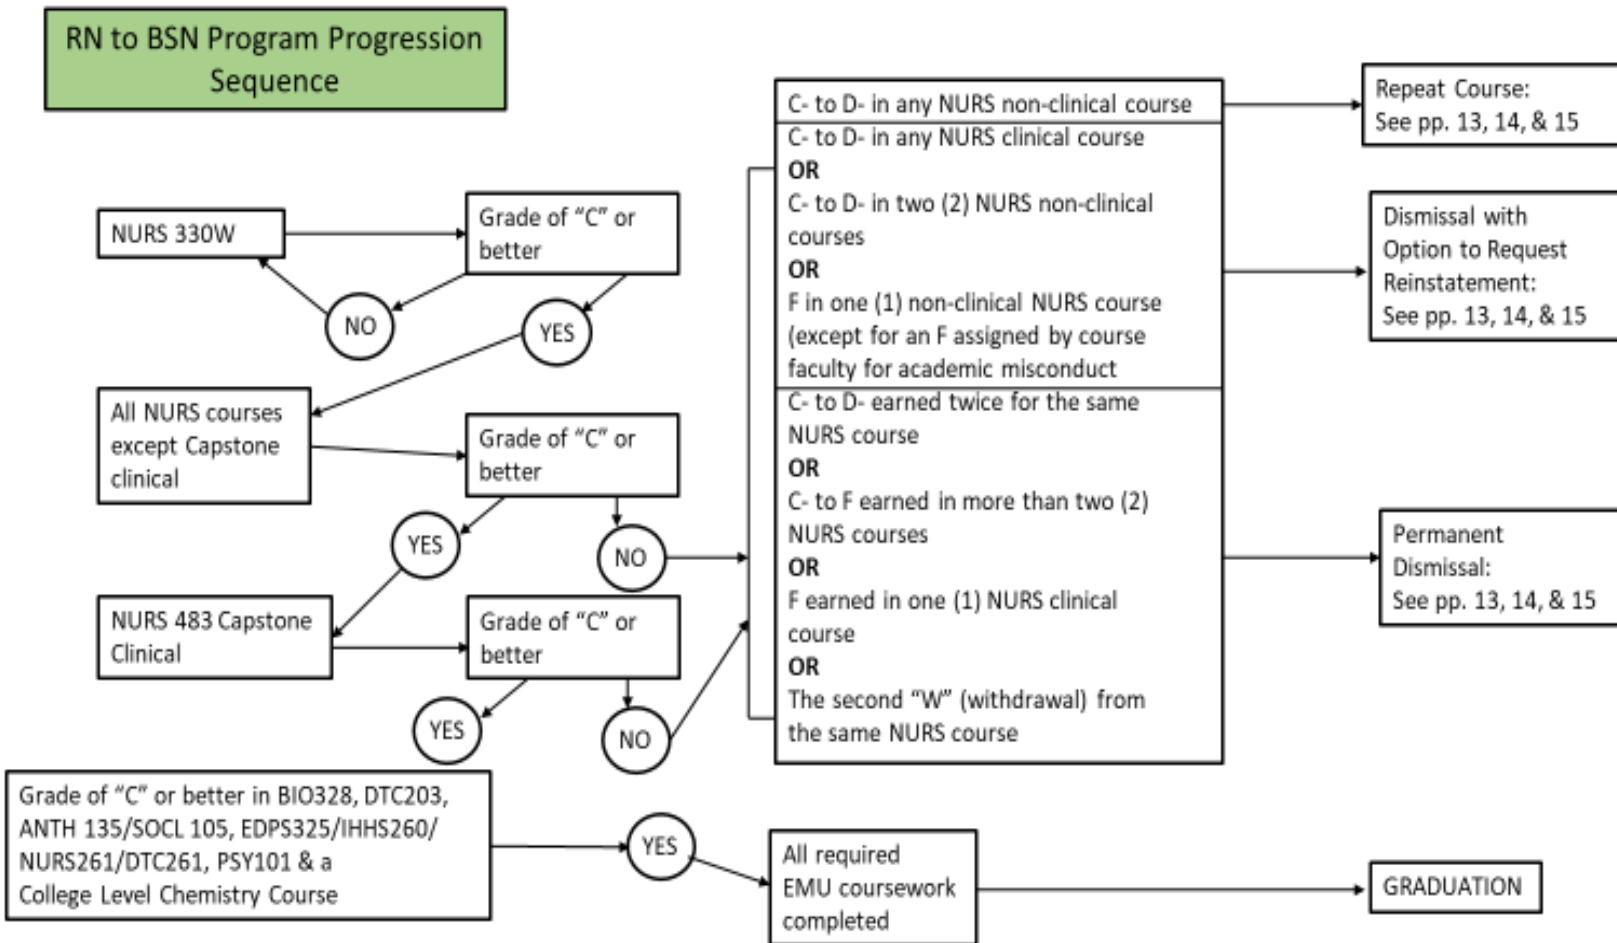 RN to BSN Program Progression
Sequence
NURS 330W
Grade of “C” or
better
NO
YES
All NURS courses
except Capstone
clinical
Grade of “C” or
better
YES
NO
NURS 483 Capstone
Clinical
Grade of “C” or
better
YES
NO
Grade of “C” or better in BIO328, DTC203,
ANTH 135/SOCL 105, EDPS325/IHHS260/
NURS261/DTC261, PSY101 & a
College Level Chemistry Course
YES
All required
EMU coursework
completed
GRADUATION
C- to D- in any NURS non-clinical course
C- to D- in any NURS clinical course
OR
C- to D- in two (2) NURS non-clinical
courses
OR
F in one (1) non-clinical NURS course
(except for an F assigned by course
faculty for academic misconduct
C- to D- earned twice for the same
NURS course
OR
C- to F earned in more than two (2)
NURS courses
OR
F earned in one (1) NURS clinical
course
OR
The second “W” (withdrawal) from
the same NURS course
Repeat Course:
See pp. 13, 14, & 15
Dismissal with
Option to Request
Reinstatement:
See pp. 13, 14, & 15
Permanent
Dismissal:
See pp. 13, 14, & 15